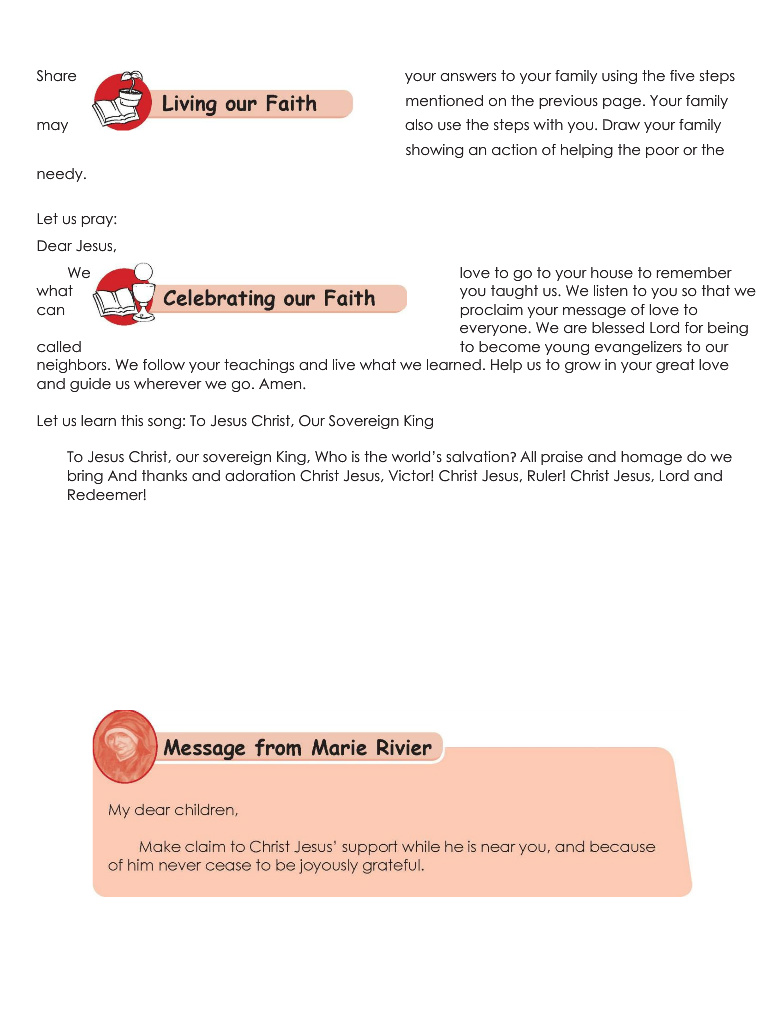 Living our Faith
Share your answers to your family using the five steps
mentioned on the previous page. Your family
may also use the steps with you. Draw your family
showing an action of helping the poor or the
needy.
Let us pray:
Dear Jesus,
Celebrating our Faith
We love to go to your house to remember
what you taught us. We listen to you so that we
can proclaim your message of love to
everyone. We are blessed Lord for being
called to become young evangelizers to our
neighbors. We follow your teachings and live what we learned. Help us to grow in your great love
and guide us wherever we go. Amen.
Let us learn this song: To Jesus Christ, Our Sovereign King
To Jesus Christ, our sovereign King, Who is the world's salvation? All praise and homage do we
bring And thanks and adoration Christ Jesus, Victor! Christ Jesus, Ruler! Christ Jesus, Lord and
Redeemer!
Message from Marie Rivier
My dear children,
Make claim to Christ Jesus' support while he is near you, and because
of him never cease to be joyously grateful.